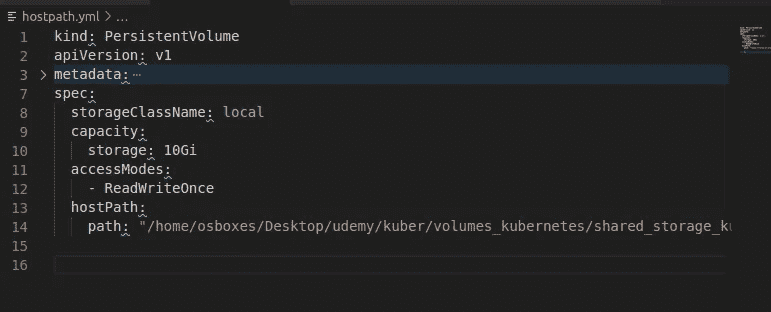 hostpath.yml > ...
1 kind: PersistentVolume
2 apiVersion: v1
3 metadata:⋯
7 spec:
8 storageClassName: local
9 capacity:
10 storage: 10Gi
11 accessModes:
12 - ReadWriteOnce
13 hostPath:
14 path: "/home/osboxes/Desktop/udemy/kuber/volumes_kubernetes/shared_storage_k
15
16